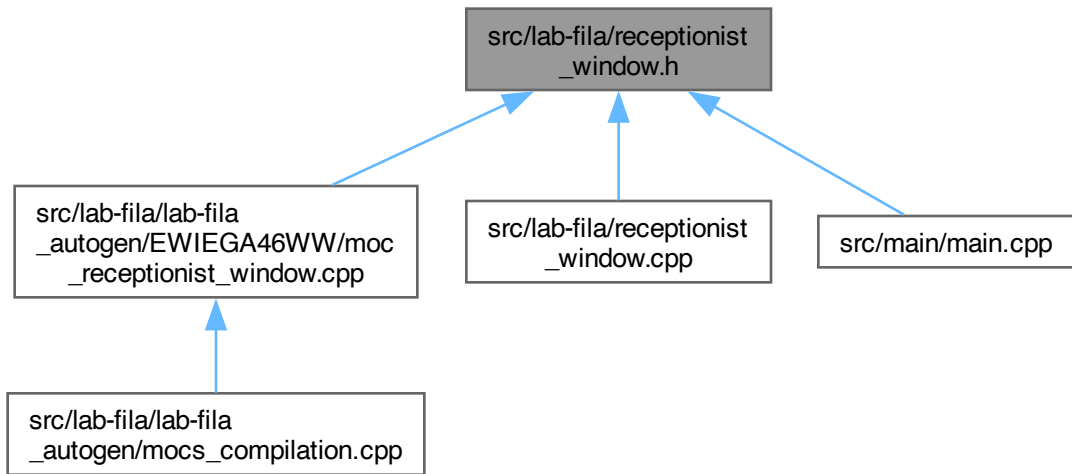 src/lab-fila/receptionist
_window.h
src/lab-fila/lab-fila
_autogen/EWIEGA46WW/moc
_receptionist_window.cpp
src/lab-fila/receptionist
_window.cpp
src/main/main.cpp
src/lab-fila/lab-fila
_autogen/mocs_compilation.cpp